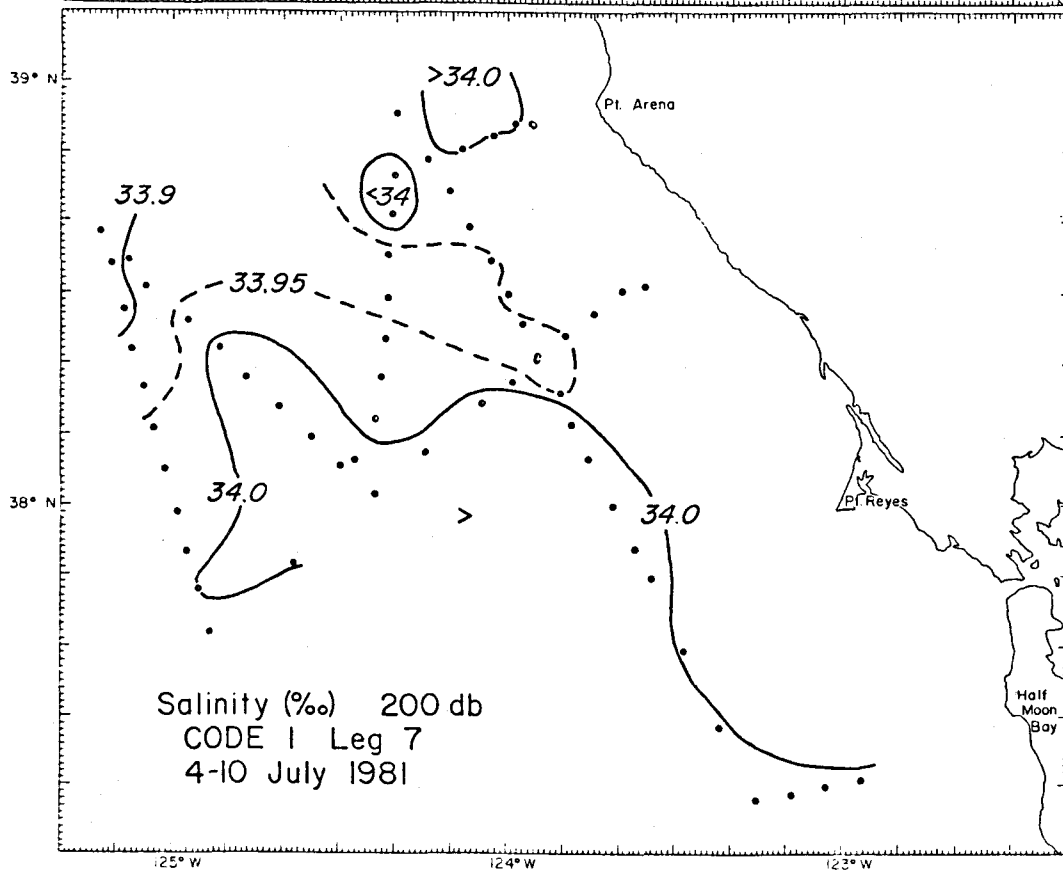 39° N
>34.0
Pt. Arena
<34
33.9
33.95
38° N
34.0
>
34.0
Pt. Reyes
Salinity (‰) 200 db
CODE 1 Leg 7
4-10 July 1981
Half
Moon
Bay
125° W
124° W
123° W